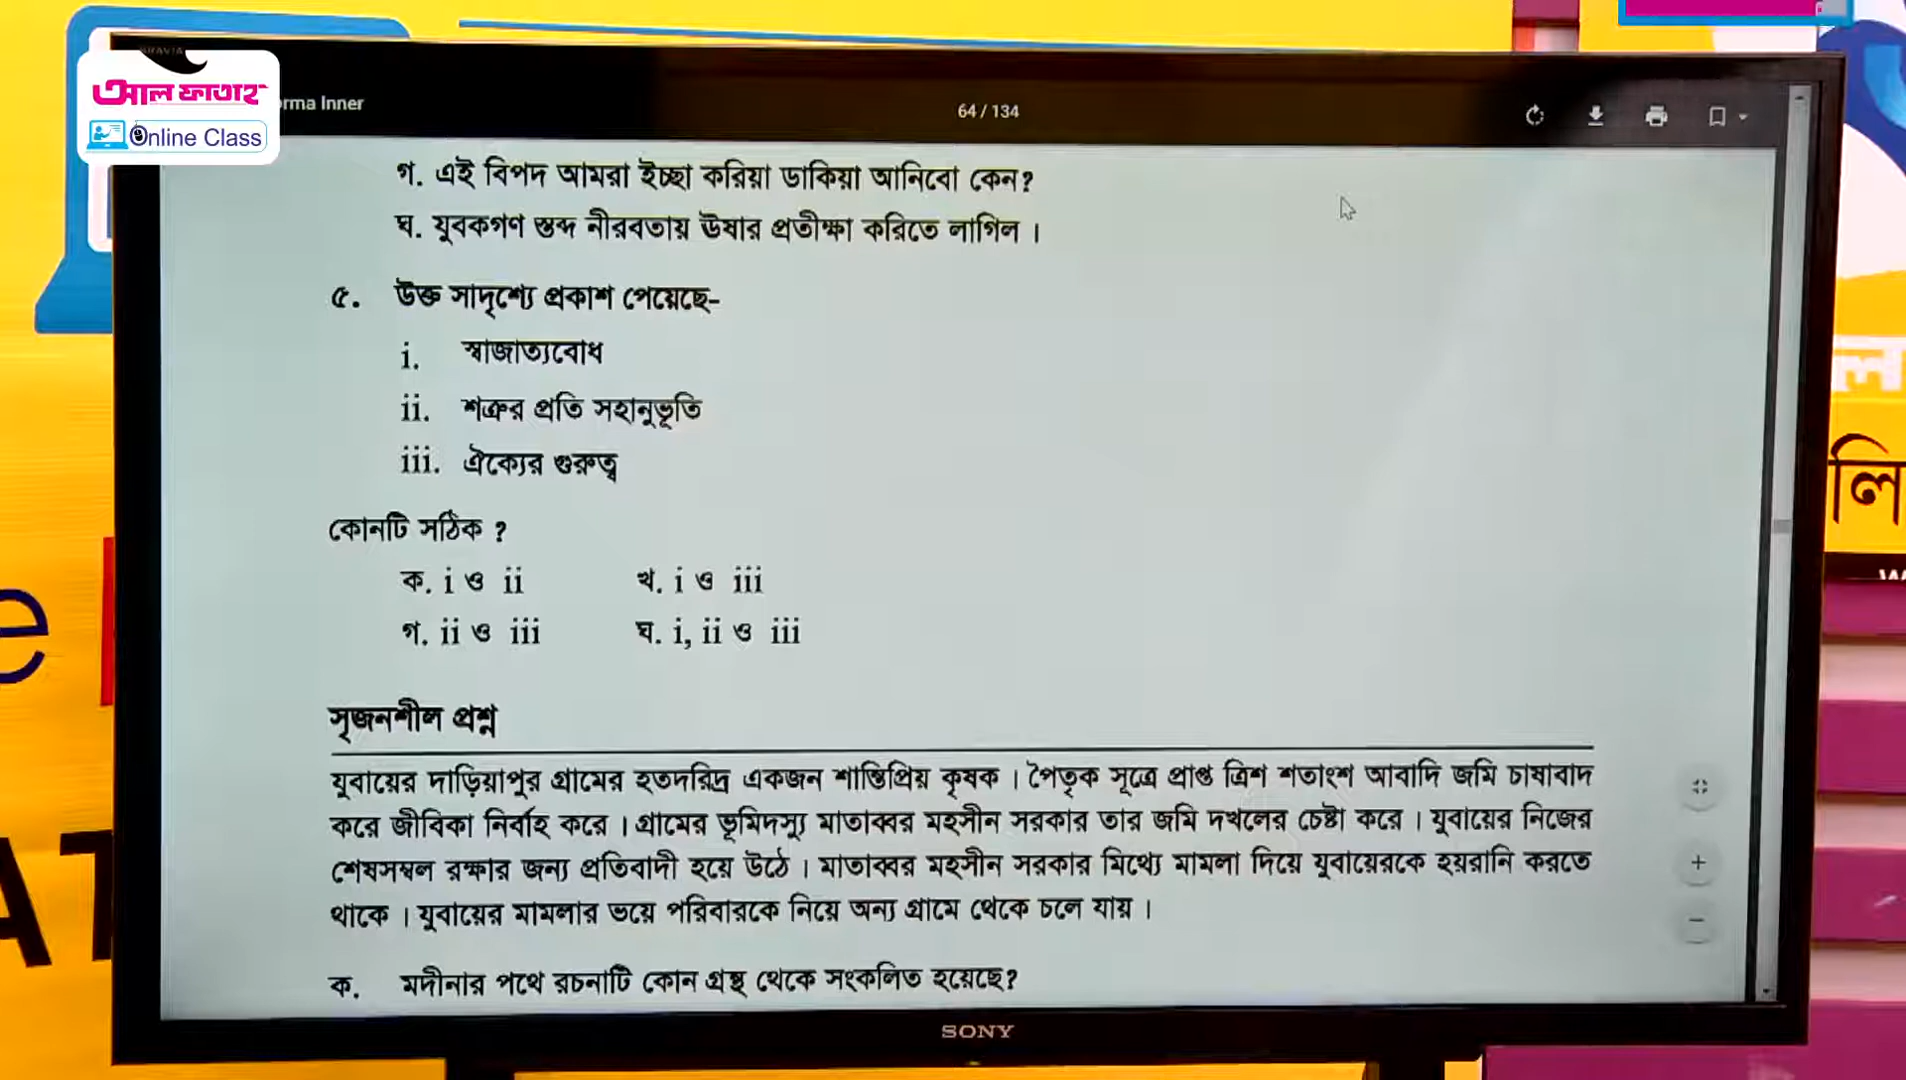 BRAVIA
আল ফাতাহ
Online Class
orma Inner
64 / 134
গ. এই বিপদ আমরা ইচ্ছা করিয়া ডাকিয়া আনিবো কেন?
ঘ. যুবকগণ স্তব্দ নীরবতায় ঊষার প্রতীক্ষা করিতে লাগিল ।
৫. উক্ত সাদৃশ্যে প্রকাশ পেয়েছে-
i. স্বাজাত্যবোধ
ii. শত্রুর প্রতি সহানুভূতি
iii. ঐক্যের গুরুত্ব
কোনটি সঠিক ?
ক. i ও ii খ. i ও iii
গ. ii ও iii ঘ. i, ii ও iii
সৃজনশীল প্রশ্ন
যুবায়ের দাড়িয়াপুর গ্রামের হতদরিদ্র একজন শান্তিপ্রিয় কৃষক । পৈতৃক সূত্রে প্রাপ্ত ত্রিশ শতাংশ আবাদি জমি চাষাবাদ
করে জীবিকা নির্বাহ করে । গ্রামের ভূমিদস্যু মাতাব্বর মহসীন সরকার তার জমি দখলের চেষ্টা করে । যুবায়ের নিজের
শেষসম্বল রক্ষার জন্য প্রতিবাদী হয়ে উঠে । মাতাব্বর মহসীন সরকার মিথ্যে মামলা দিয়ে যুবায়েরকে হয়রানি করতে
থাকে । যুবায়ের মামলার ভয়ে পরিবারকে নিয়ে অন্য গ্রামে থেকে চলে যায় ।
ক. মদীনার পথে রচনাটি কোন গ্রন্থ থেকে সংকলিত হয়েছে?
SONY
লি
e
AT